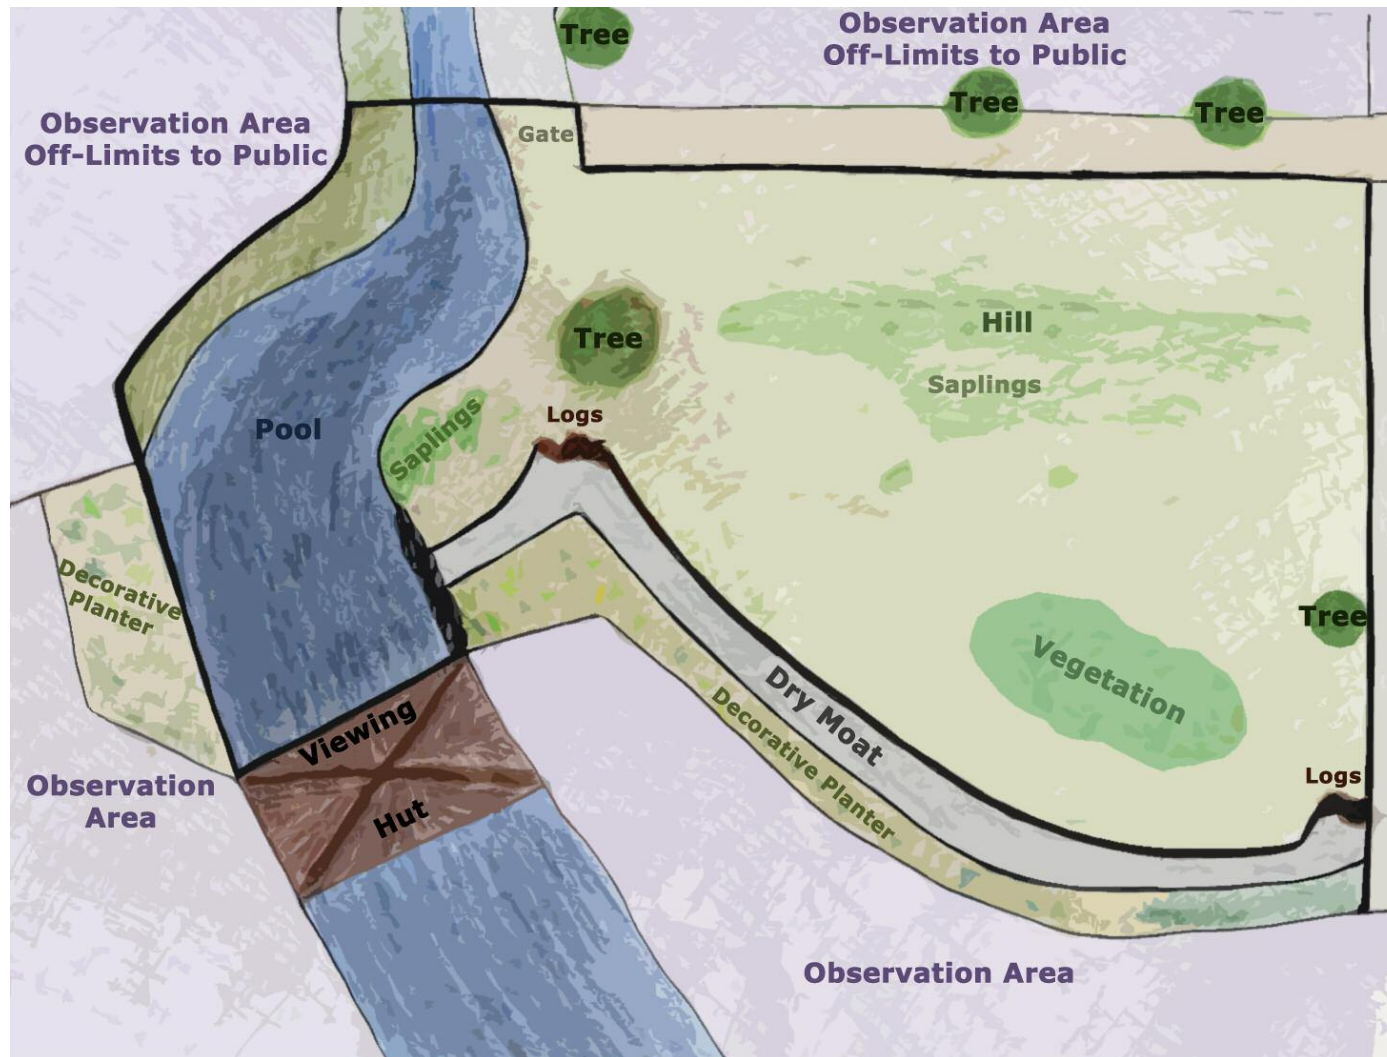 Tree
Observation Area
Off-Limits to Public
Tree
Tree
Observation Area
Off-Limits to Public
Gate
Hill
Tree
Saplings
Logs
Pool
Saplings
Decorative
Planter
Tree
Vegetation
Dry Moat
Decorative Planter
Viewing
Hut
Logs
Observation
Area
Observation Area